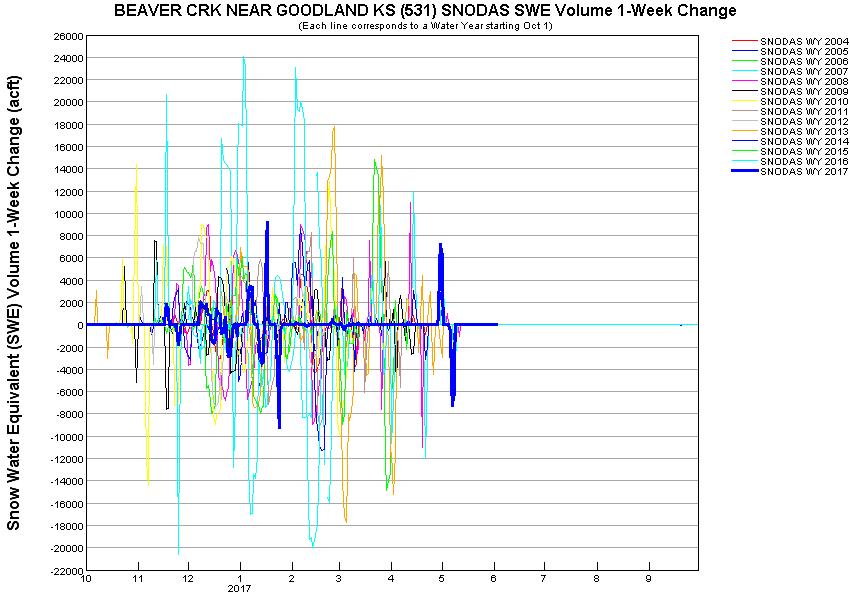 BEAVER CRK NEAR GOODLAND KS (531) SNODAS SWE Volume 1-Week Change
(Each line corresponds to a Water Year starting Oct 1)
Snow Water Equivalent (SWE) Volume 1-Week Change (acft)
26000
24000
22000
20000
18000
16000
14000
12000
10000
8000
6000
4000
2000
0
-2000
-4000
-6000
-8000
-10000
-12000
-14000
-16000
-18000
-20000
-22000
10 11 12 1 2 3 4 5 6 7 8 9
2017
SNODAS WY 2004
SNODAS WY 2005
SNODAS WY 2006
SNODAS WY 2007
SNODAS WY 2008
SNODAS WY 2009
SNODAS WY 2010
SNODAS WY 2011
SNODAS WY 2012
SNODAS WY 2013
SNODAS WY 2014
SNODAS WY 2015
SNODAS WY 2016
SNODAS WY 2017